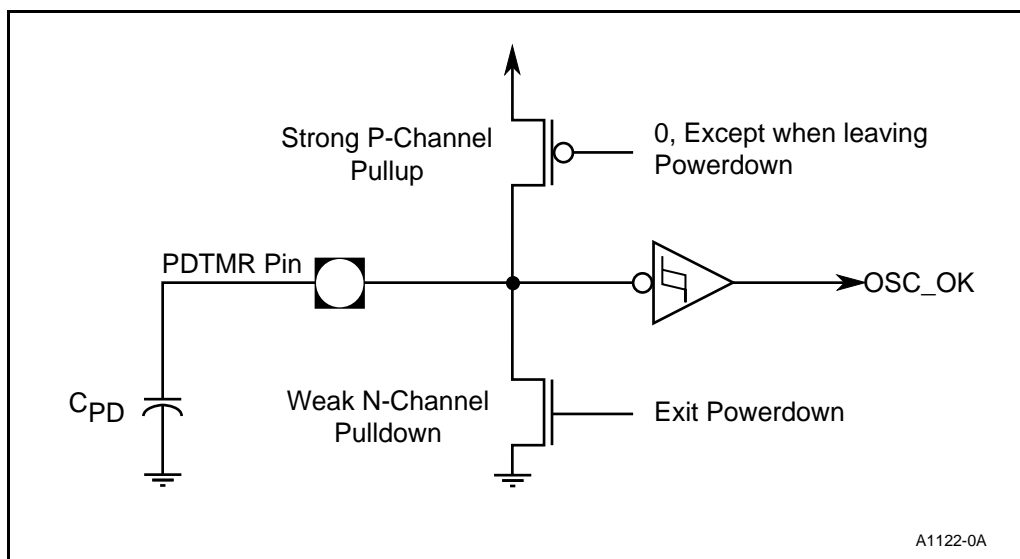 Strong P-Channel
Pullup
0, Except when leaving
Powerdown
PDTMR Pin
OSC_OK
CPD
Weak N-Channel
Pulldown
Exit Powerdown
A1122-0A